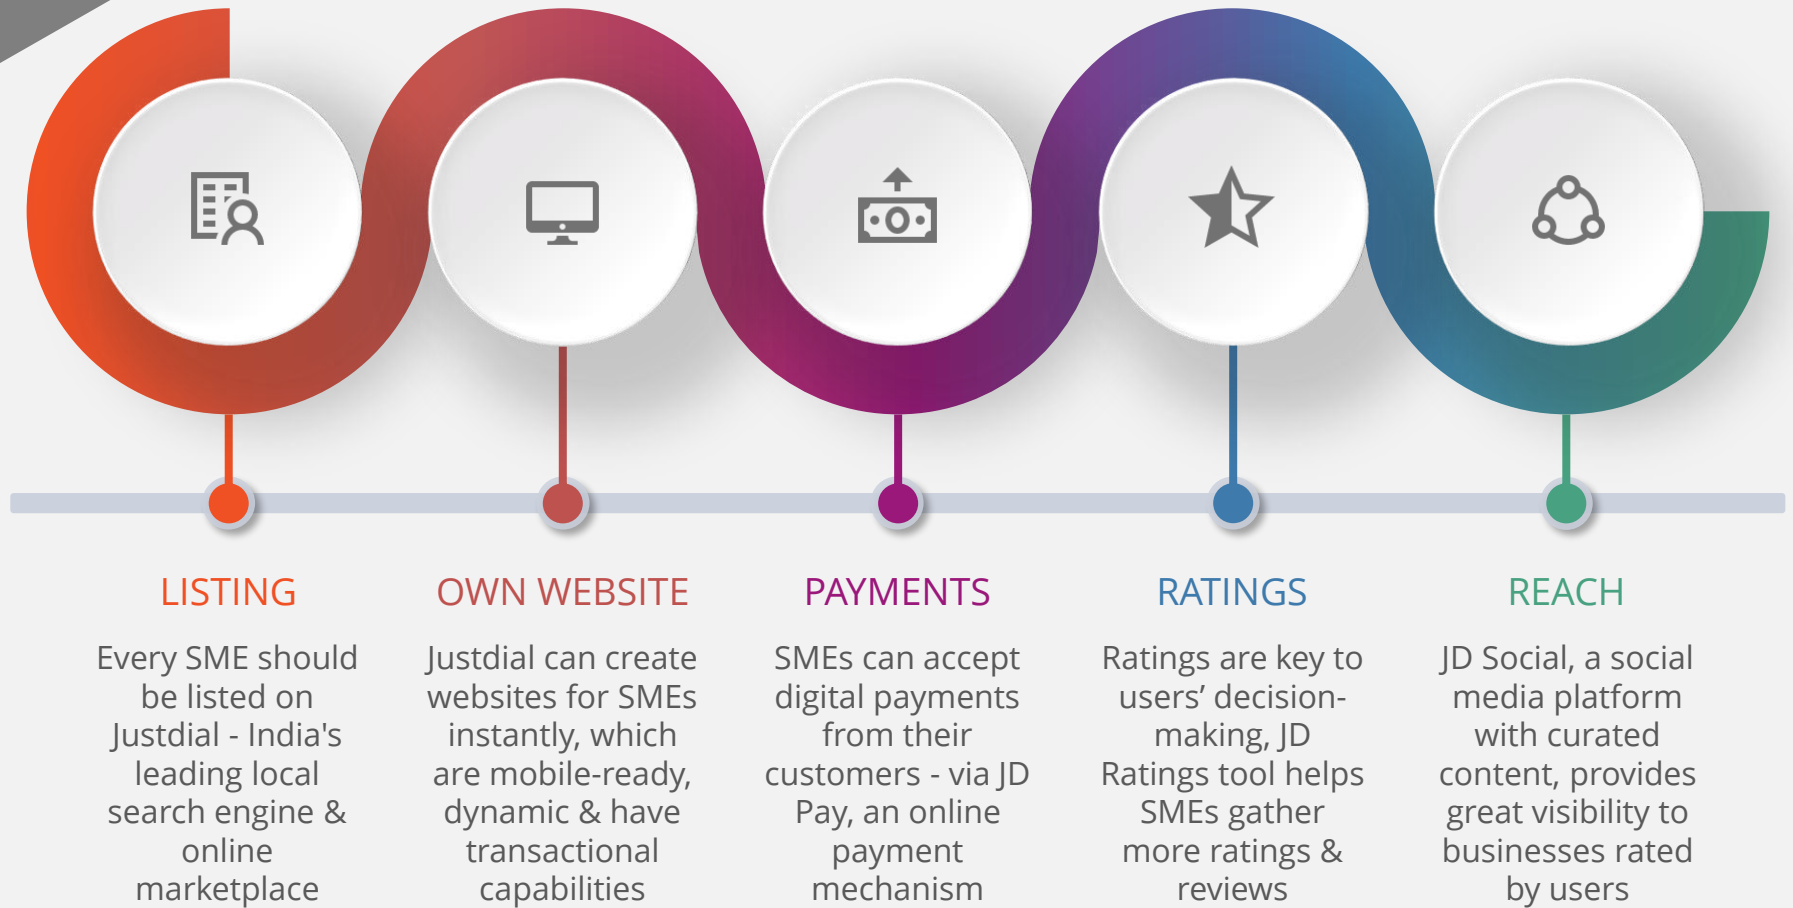 LISTING
Every SME should
be listed on
Justdial - India's
leading local
search engine &
online
marketplace
OWN WEBSITE
Justdial can create
websites for SMEs
instantly, which
are mobile-ready,
dynamic & have
transactional
capabilities
PAYMENTS
SMEs can accept
digital payments
from their
customers - via JD
Pay, an online
payment
mechanism
RATINGS
Ratings are key to
users’ decision-
making, JD
Ratings tool helps
SMEs gather
more ratings &
reviews
REACH
JD Social, a social
media platform
with curated
content, provides
great visibility to
businesses rated
by users